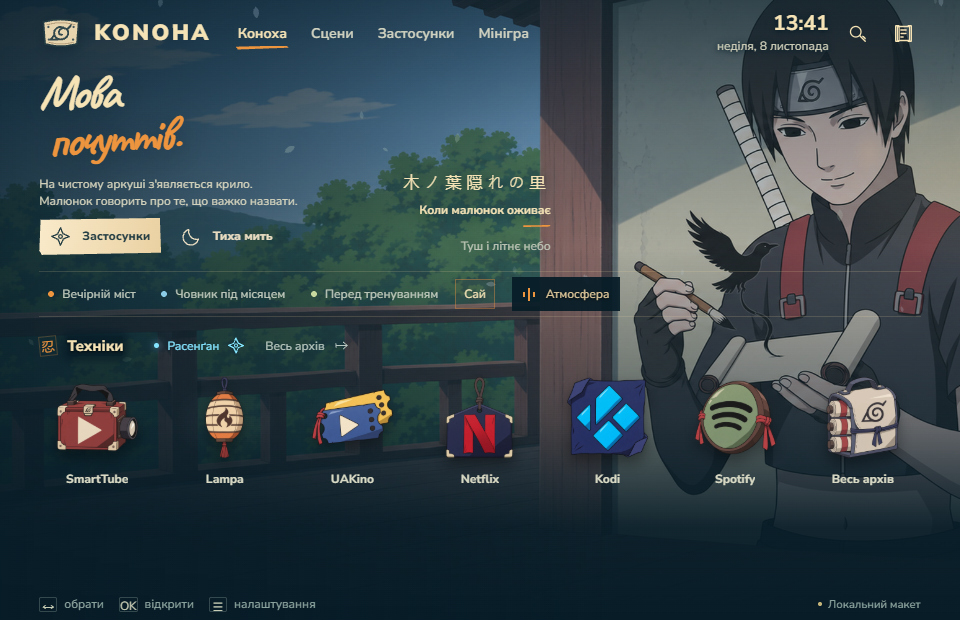 KONOHA
Коноха
Сцени
Застосунки
Мінігра
13:41
неділя, 8 листопада
Мова
почуттів.
На чистому аркуші з'являється крило.
Малюнок говорить про те, що важко назвати.
Застосунки
Тиха мить
木ノ葉隠れの里
Коли малюнок оживає
Туш і літнє небо
Вечірній міст
Човник під місяцем
Перед тренуванням
Сай
Атмосфера
忍 Техніки
Расенґан
Весь архів
N
SmartTube
Lampa
UAKino
Netflix
Kodi
Spotify
Весь архів
обрати
OK відкрити
налаштування
Локальний макет